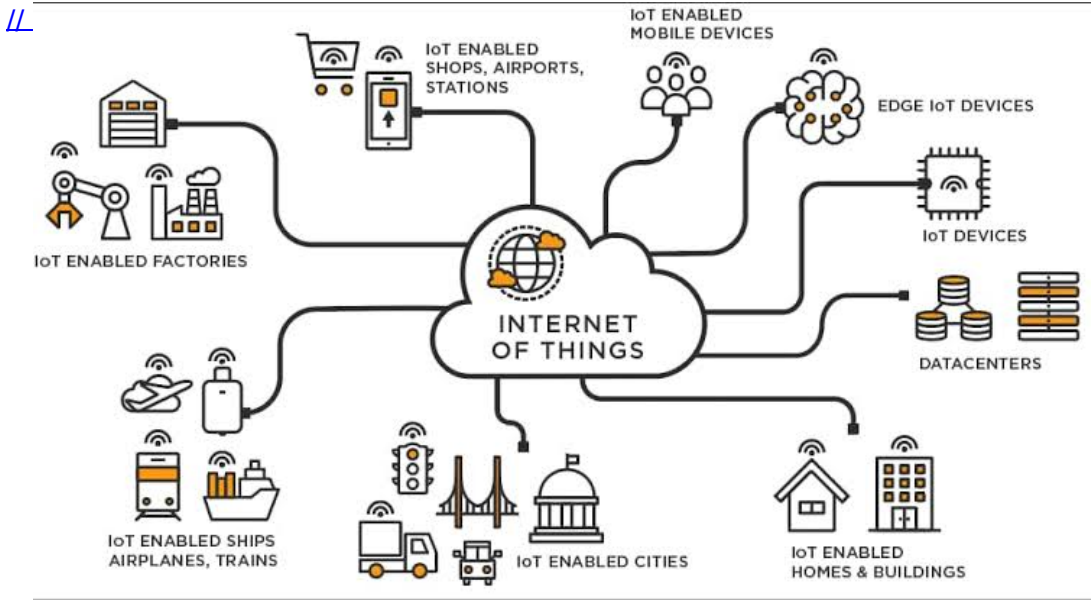 //
IoT ENABLED
SHOPS, AIRPORTS,
STATIONS
IoT ENABLED
MOBILE DEVICES
EDGE IoT DEVICES
IoT DEVICES
IoT ENABLED FACTORIES
INTERNET
OF THINGS
DATACENTERS
IoT ENABLED SHIPS
AIRPLANES, TRAINS
IoT ENABLED CITIES
IoT ENABLED
HOMES & BUILDINGS